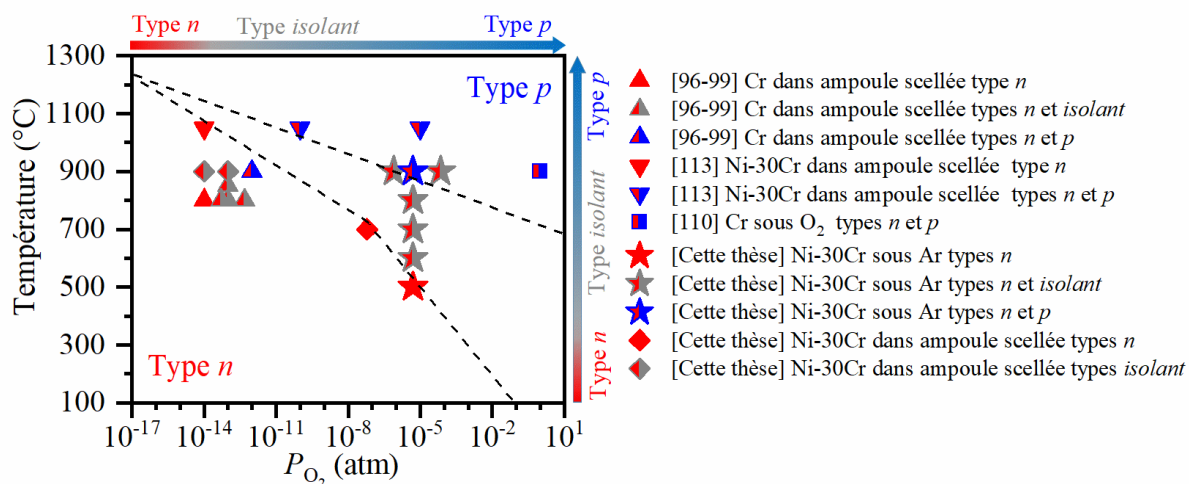 Type n Type isolant Type p
1300
1100
900
700
500
300
100
Température (°C)
Type p
Type n
10-17 10-14 10-11 10-8 10-5 10-2 101
PO2 (atm)
Type p
Type isolant
Type n
[96-99] Cr dans ampoule scellée type n
[96-99] Cr dans ampoule scellée types n et isolant
[96-99] Cr dans ampoule scellée types n et p
[113] Ni-30Cr dans ampoule scellée type n
[113] Ni-30Cr dans ampoule scellée types n et p
[110] Cr sous O2 types n et p
[Cette thèse] Ni-30Cr sous Ar types n
[Cette thèse] Ni-30Cr sous Ar types n et isolant
[Cette thèse] Ni-30Cr sous Ar types n et p
[Cette thèse] Ni-30Cr dans ampoule scellée types n
[Cette thèse] Ni-30Cr dans ampoule scellée types isolant